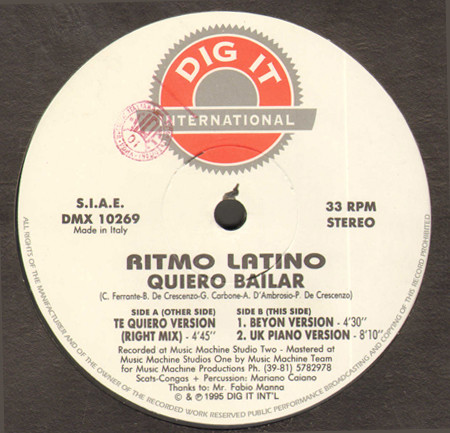 DIG IT
INTERNATIONAL
S.I.A.E.
DMX 10269
Made in Italy
33 RPM
STEREO
RITMO LATINO
QUIERO BAILAR
(C. Ferrante-B. De Crescenzo-G. Carbone-A. D'Ambrosio-P. De Crescenzo)
SIDE A (OTHER SIDE)
TE QUIERO VERSION
(RIGHT MIX) - 4'45"
SIDE B (THIS SIDE)
1. BEYON VERSION - 4'30"
2. UK PIANO VERSION - 8'10"
Recorded at Music Machine Studio Two - Mastered at
Music Machine Studios One in Naples - Italy
for Music Machine Productions Ph. (39-81) 5782978
Scats-Congas + Percussion: Mariano Caiano
Thanks to: Mr. Fabio Manna
© & ℗ 1995 DIG IT INT'L
ALL RIGHTS OF THE MANUFACTURER AND OF THE OWNER OF THE RECORDED WORK RESERVED PUBLIC PERFORMANCE BROADCASTING AND COPYING OF THIS RECORD PROHIBITED